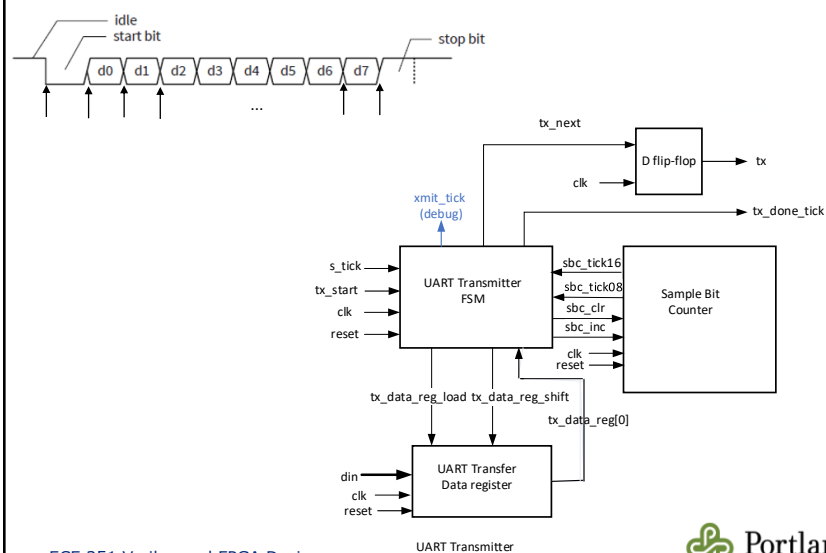 idle
start bit
stop bit
d0 d1 d2 d3 d4 d5 d6 d7
...
tx_next
D flip-flop
tx
clk
xmit_tick
(debug)
tx_done_tick
s_tick
tx_start
clk
reset
UART Transmitter
FSM
sbc_tick16
sbc_tick08
sbc_clr
sbc_inc
clk
reset
Sample Bit
Counter
tx_data_reg_load tx_data_reg_shift
tx_data_reg[0]
din
clk
reset
UART Transfer
Data register
UART Transmitter